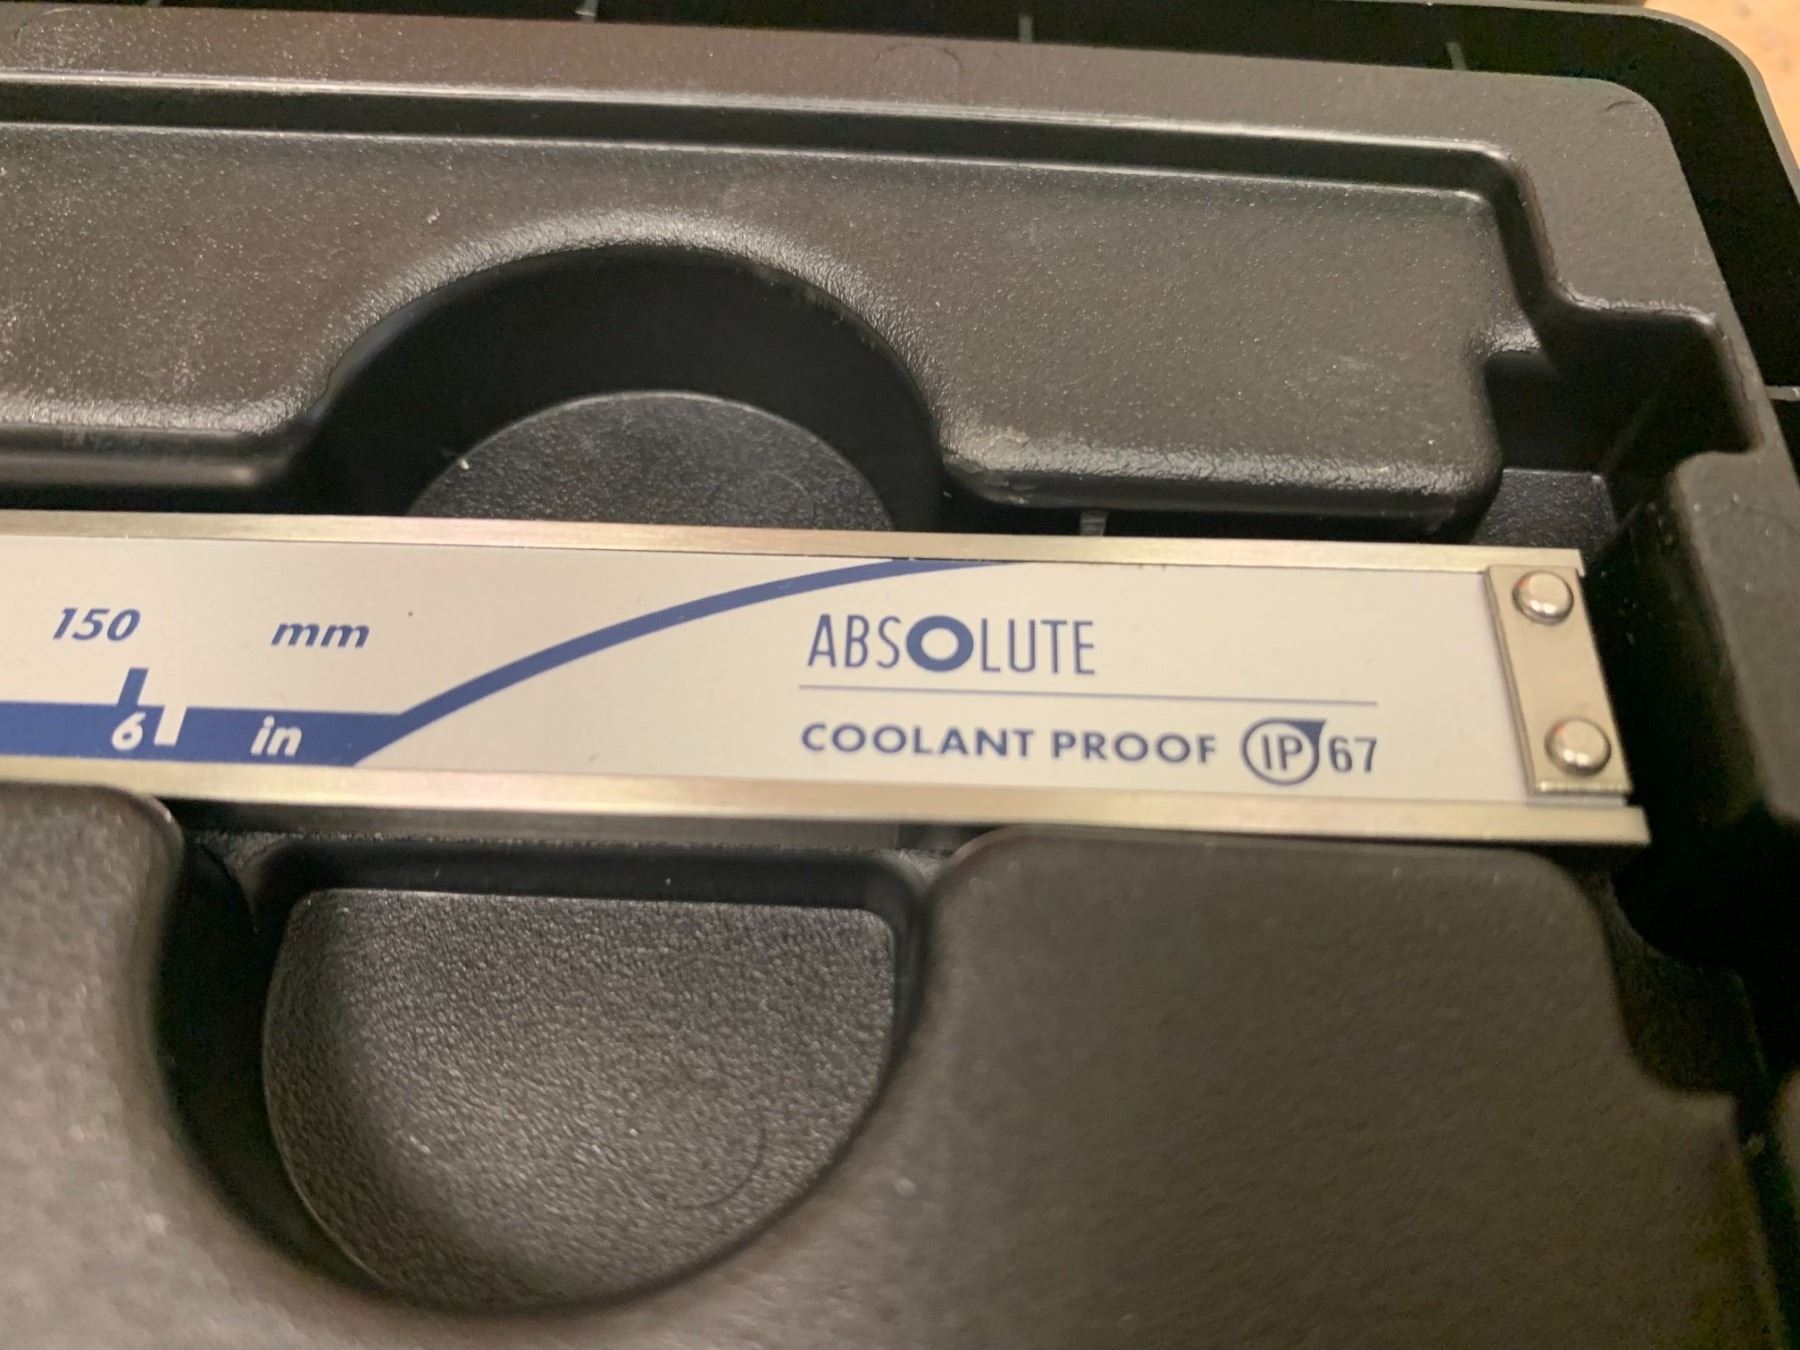 150 mm
6 in
ABSOLUTE
COOLANT PROOF IP67